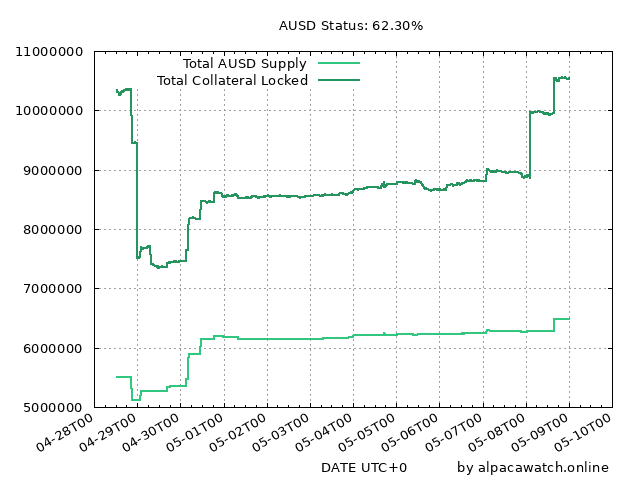 AUSD Status: 62.30%
11000000
Total AUSD Supply
Total Collateral Locked
10000000
9000000
8000000
7000000
6000000
5000000
04-28T00
04-29T00
04-30T00
05-01T00
05-02T00
05-03T00
05-04T00
05-05T00
05-06T00
05-07T00
05-08T00
05-09T00
05-10T00
DATE UTC+0
by alpacawatch.online